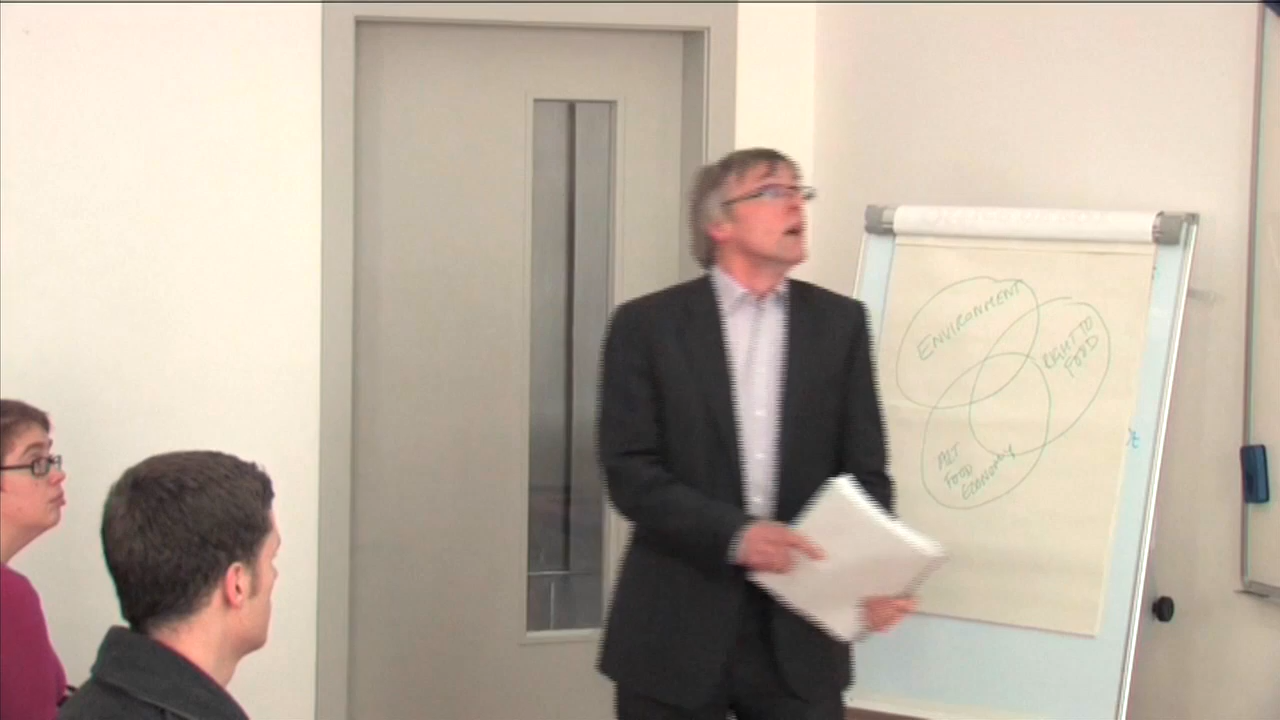 ENVIRONMENT
RIGHT TO
FOOD
ALT
FOOD
ECONOMY